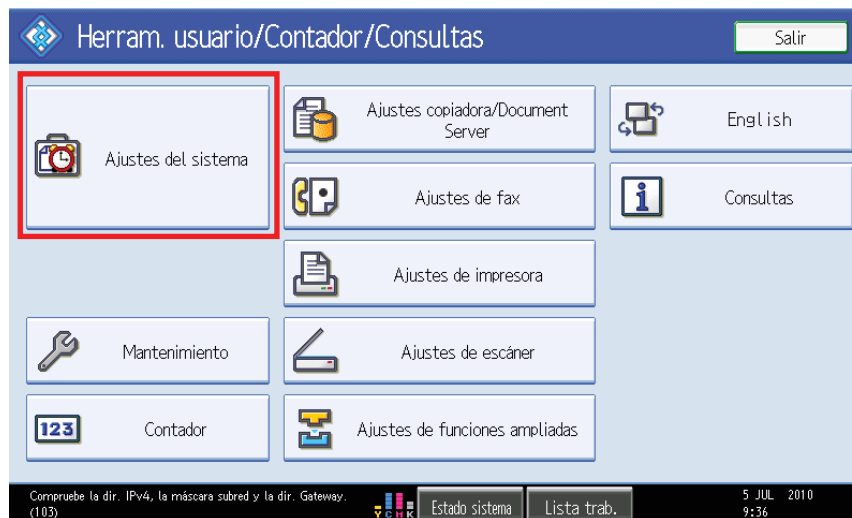 Herram. usuario/Contador/Consultas
Salir
Ajustes del sistema
Ajustes copiadora/Document
Server
English
Ajustes de fax
Consultas
Ajustes de impresora
Mantenimiento
Ajustes de escáner
123
Contador
Ajustes de funciones ampliadas
Compruebe la dir. IPv4, la máscara subred y la dir. Gateway.
(103)
Y C M K
Estado sistema
Lista trab.
5 JUL 2010
9:36